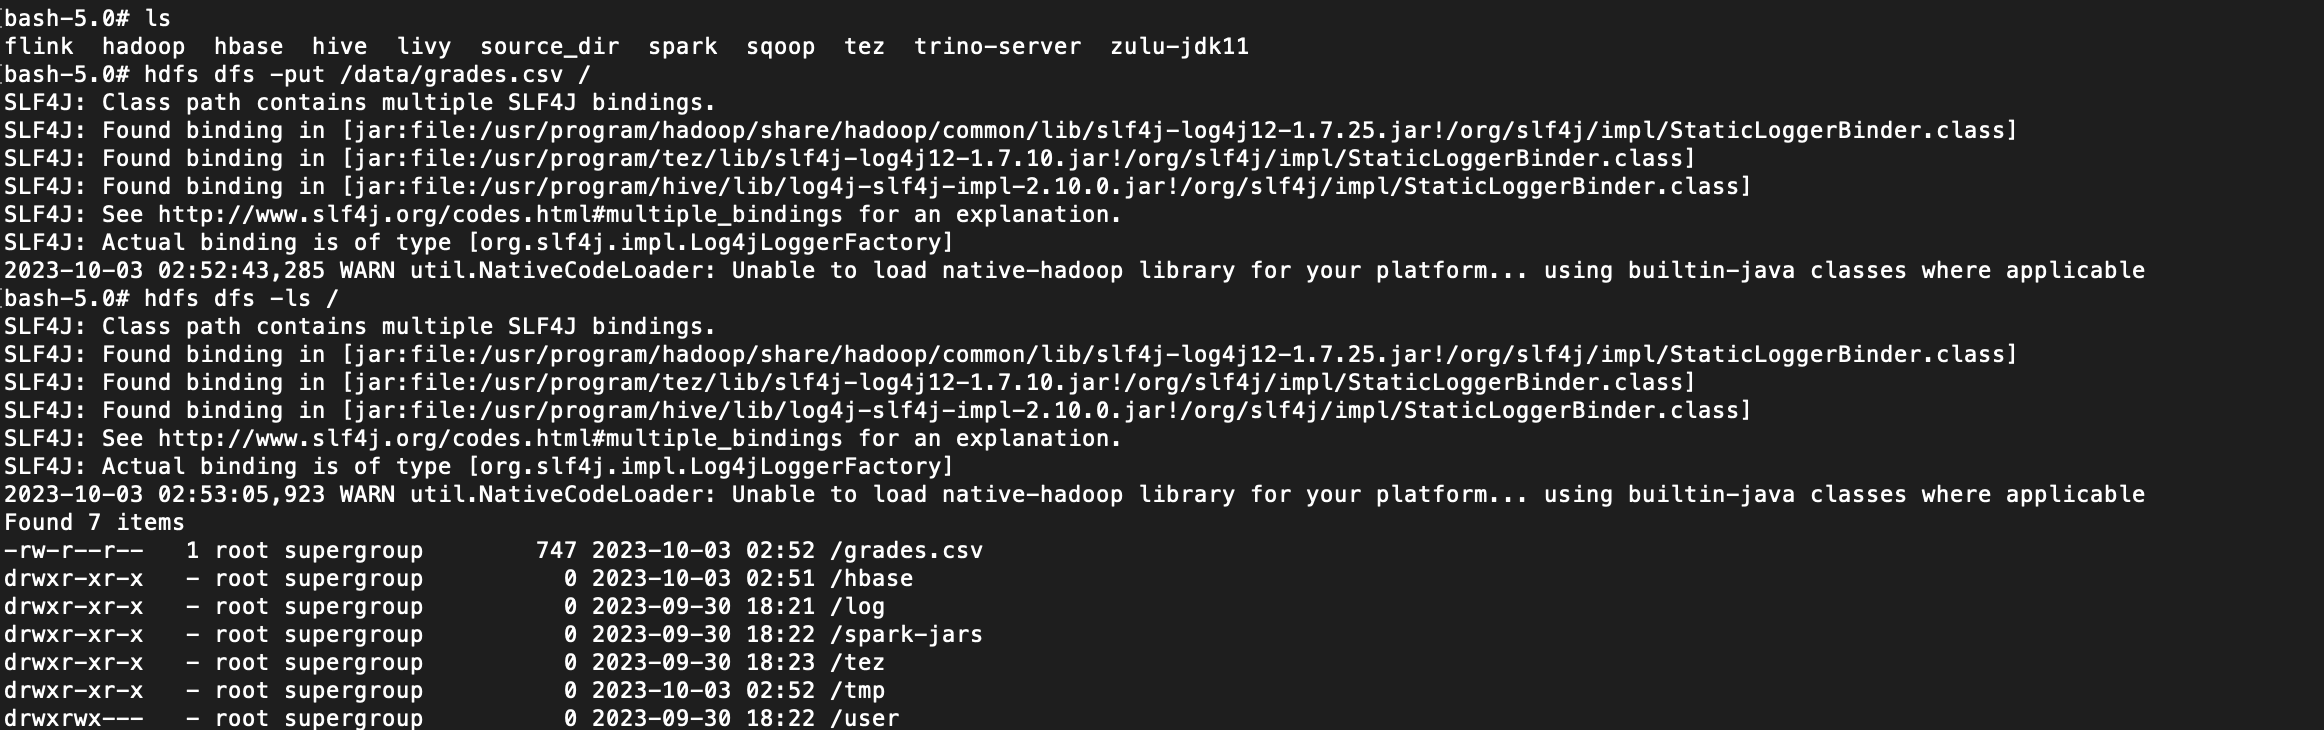 bash-5.0# ls
flink  hadoop  hbase  hive  livy  source_dir  spark  sqoop  tez  trino-server  zulu-jdk11
bash-5.0# hdfs dfs -put /data/grades.csv /
SLF4J: Class path contains multiple SLF4J bindings.
SLF4J: Found binding in [jar:file:/usr/program/hadoop/share/hadoop/common/lib/slf4j-log4j12-1.7.25.jar!/org/slf4j/impl/StaticLoggerBinder.class]
SLF4J: Found binding in [jar:file:/usr/program/tez/lib/slf4j-log4j12-1.7.10.jar!/org/slf4j/impl/StaticLoggerBinder.class]
SLF4J: Found binding in [jar:file:/usr/program/hive/lib/log4j-slf4j-impl-2.10.0.jar!/org/slf4j/impl/StaticLoggerBinder.class]
SLF4J: See http://www.slf4j.org/codes.html#multiple_bindings for an explanation.
SLF4J: Actual binding is of type [org.slf4j.impl.Log4jLoggerFactory]
2023-10-03 02:52:43,285 WARN util.NativeCodeLoader: Unable to load native-hadoop library for your platform... using builtin-java classes where applicable
bash-5.0# hdfs dfs -ls /
SLF4J: Class path contains multiple SLF4J bindings.
SLF4J: Found binding in [jar:file:/usr/program/hadoop/share/hadoop/common/lib/slf4j-log4j12-1.7.25.jar!/org/slf4j/impl/StaticLoggerBinder.class]
SLF4J: Found binding in [jar:file:/usr/program/tez/lib/slf4j-log4j12-1.7.10.jar!/org/slf4j/impl/StaticLoggerBinder.class]
SLF4J: Found binding in [jar:file:/usr/program/hive/lib/log4j-slf4j-impl-2.10.0.jar!/org/slf4j/impl/StaticLoggerBinder.class]
SLF4J: See http://www.slf4j.org/codes.html#multiple_bindings for an explanation.
SLF4J: Actual binding is of type [org.slf4j.impl.Log4jLoggerFactory]
2023-10-03 02:53:05,923 WARN util.NativeCodeLoader: Unable to load native-hadoop library for your platform... using builtin-java classes where applicable
Found 7 items
-rw-r--r--   1 root supergroup        747 2023-10-03 02:52 /grades.csv
drwxr-xr-x   - root supergroup          0 2023-10-03 02:51 /hbase
drwxr-xr-x   - root supergroup          0 2023-09-30 18:21 /log
drwxr-xr-x   - root supergroup          0 2023-09-30 18:22 /spark-jars
drwxr-xr-x   - root supergroup          0 2023-09-30 18:23 /tez
drwxr-xr-x   - root supergroup          0 2023-10-03 02:52 /tmp
drwxrwx---   - root supergroup          0 2023-09-30 18:22 /user